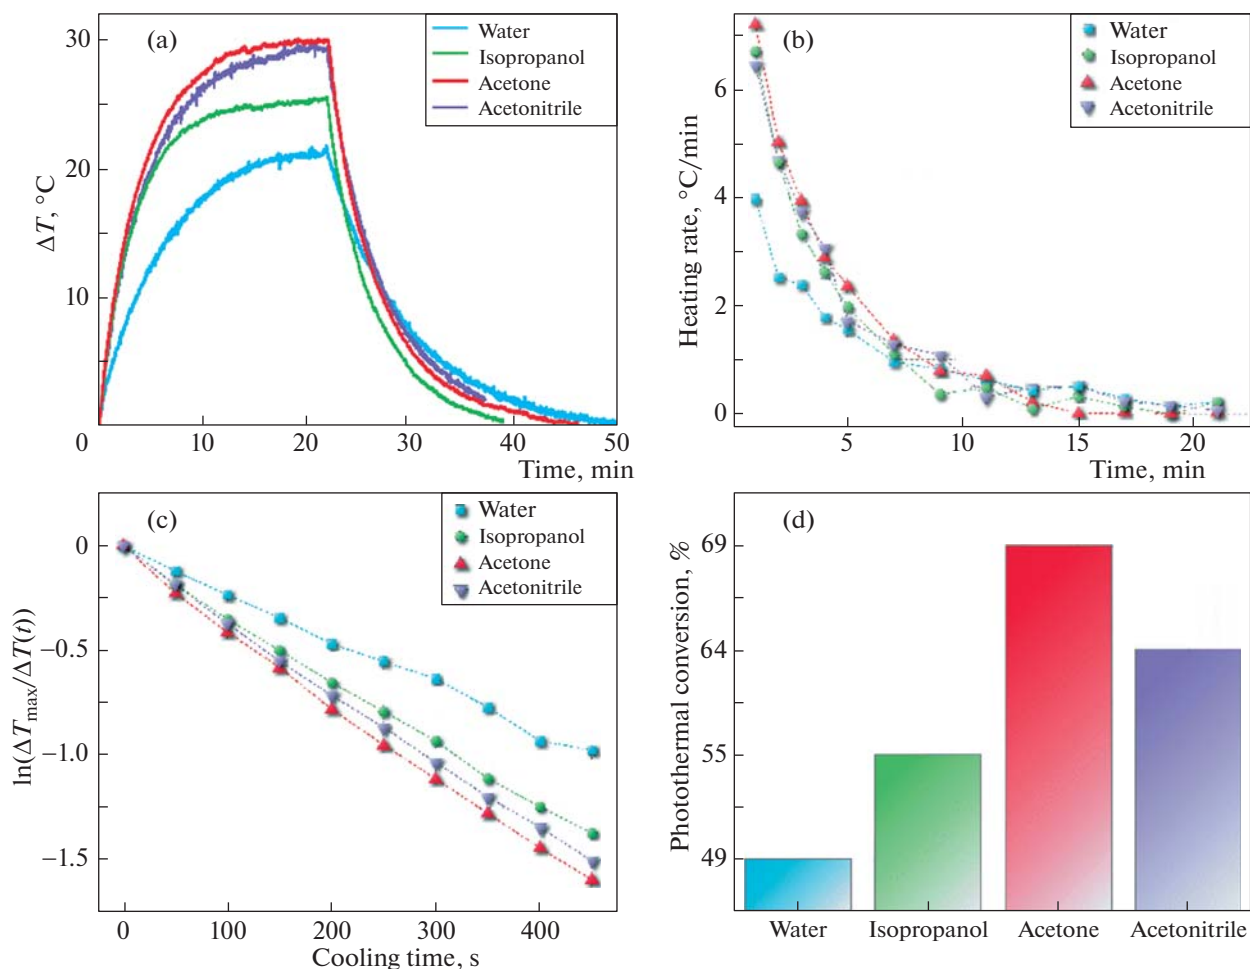 (a)
Water
Isopropanol
Acetone
Acetonitrile
30
20
10
0
ΔT, °C
10
20
30
40
50
Time, min
(b)
Water
Isopropanol
Acetone
Acetonitrile
6
4
2
0
Heating rate, °C/min
5
10
15
20
Time, min
(c)
Water
Isopropanol
Acetone
Acetonitrile
0
−0.5
−1.0
−1.5
ln(ΔTmax/ΔT(t))
0
100
200
300
400
Cooling time, s
(d)
69
64
55
49
Photothermal conversion, %
Water
Isopropanol
Acetone
Acetonitrile